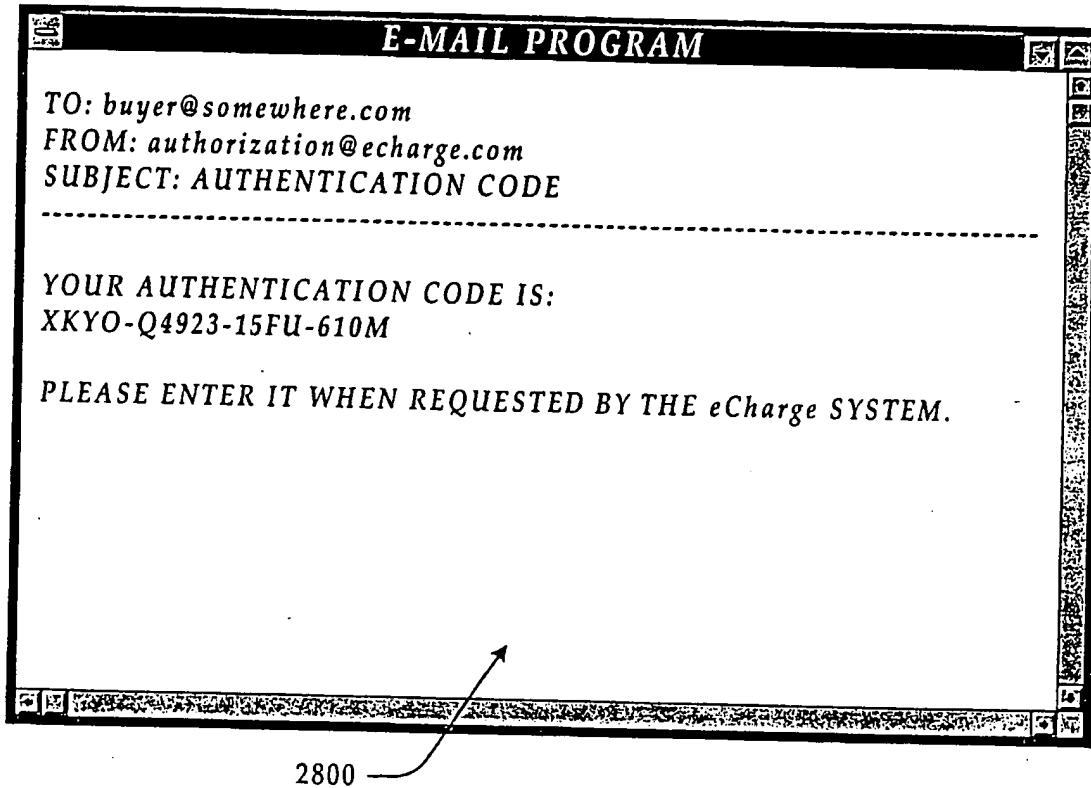 E-MAIL PROGRAM
TO: buyer@somewhere.com
FROM: authorization@echarge.com
SUBJECT: AUTHENTICATION CODE
YOUR AUTHENTICATION CODE IS:
XKYO-Q4923-15FU-610M
PLEASE ENTER IT WHEN REQUESTED BY THE eCharge SYSTEM.
2800